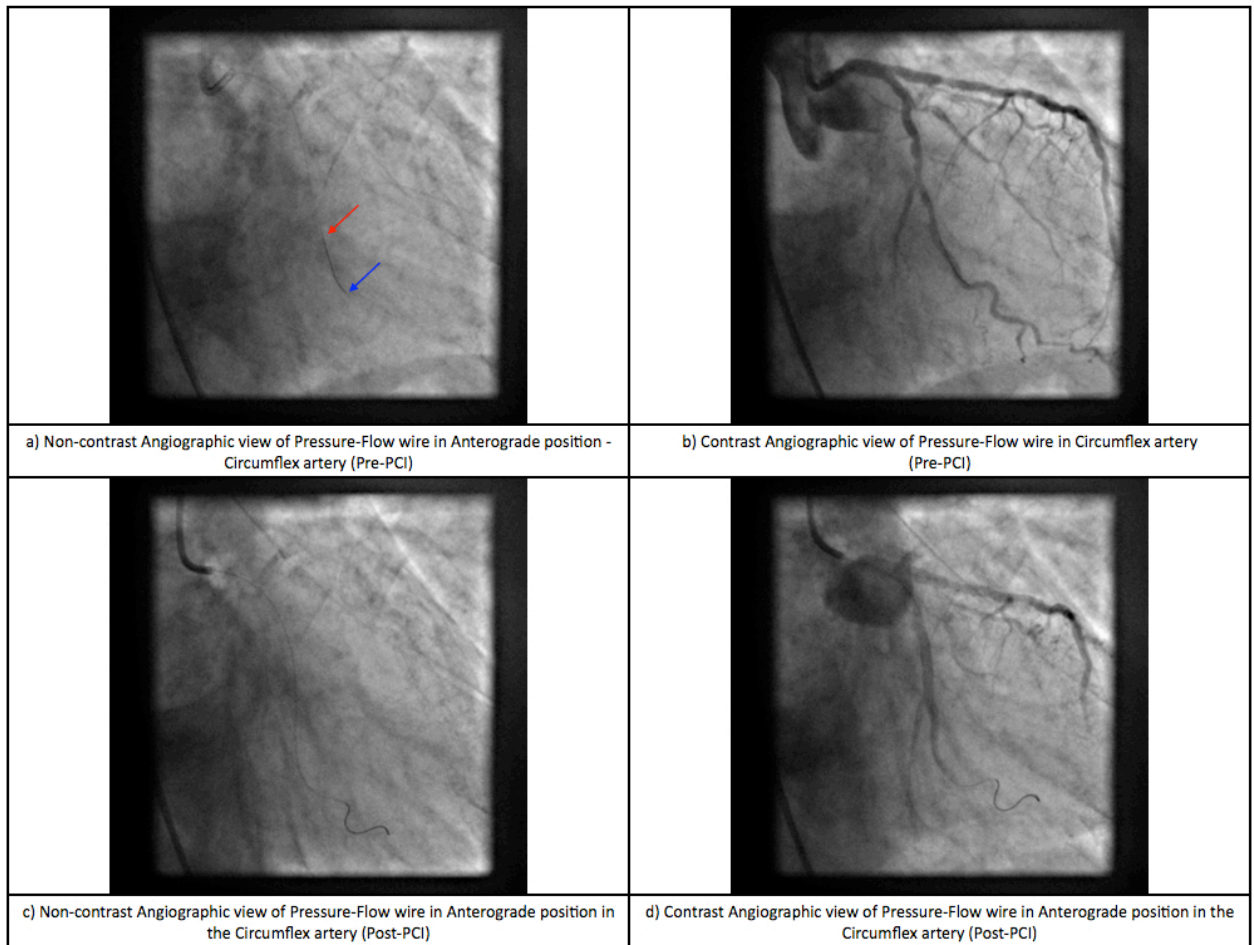 a) Non-contrast Angiographic view of Pressure-Flow wire in Anterograde position -
Circumflex artery (Pre-PCI)
b) Contrast Angiographic view of Pressure-Flow wire in Circumflex artery
(Pre-PCI)
c) Non-contrast Angiographic view of Pressure-Flow wire in Anterograde position in
the Circumflex artery (Post-PCI)
d) Contrast Angiographic view of Pressure-Flow wire in Anterograde position in the
Circumflex artery (Post-PCI)